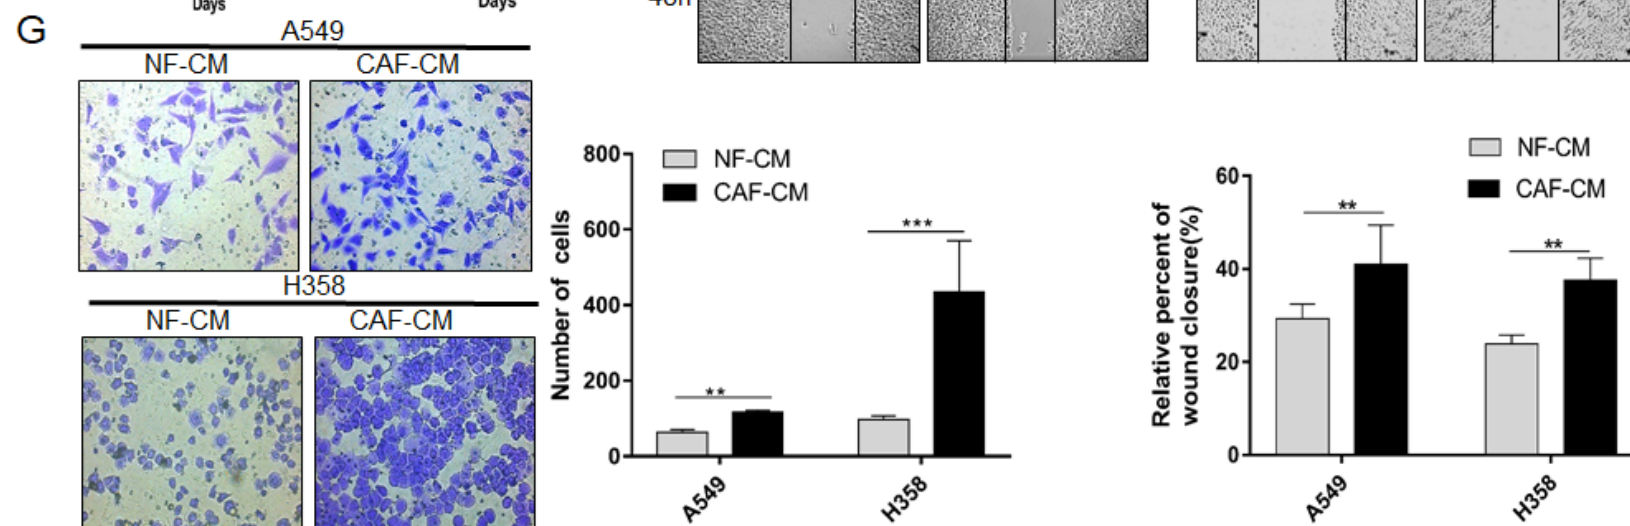 Days
Days
G
A549
NF-CM
CAF-CM
H358
NF-CM
CAF-CM
Number of cells
800
600
400
200
0
NF-CM
CAF-CM
**
***
A549
H358
Relative percent of
wound closure(%)
60
40
20
0
NF-CM
CAF-CM
**
**
A549
H358